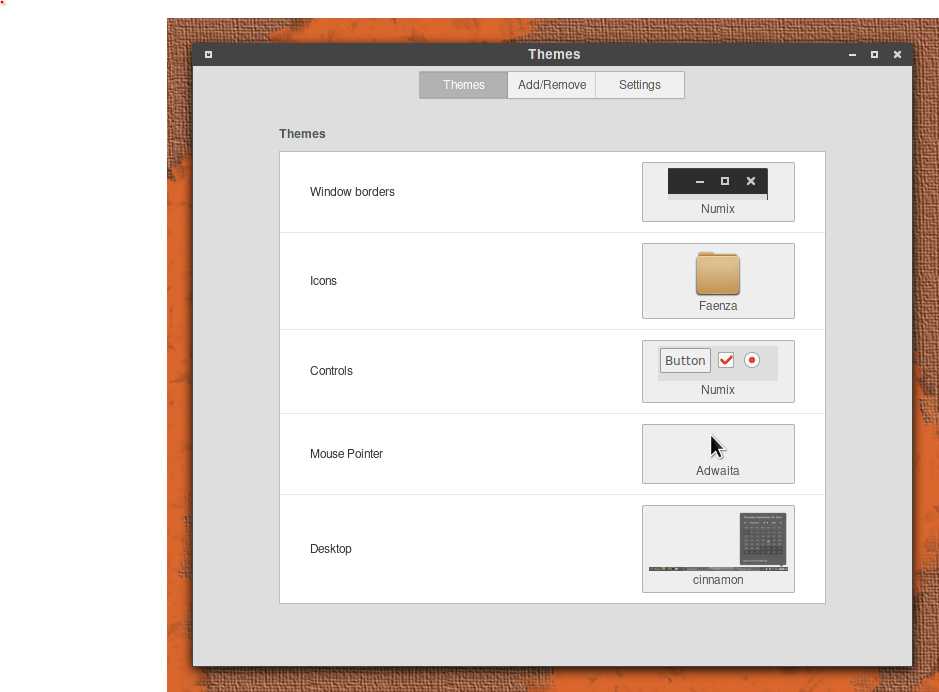 Themes
Themes Add/Remove Settings
Themes
Window borders
Numix
Icons
Faenza
Controls
Button
Numix
Mouse Pointer
Adwaita
Desktop
cinnamon